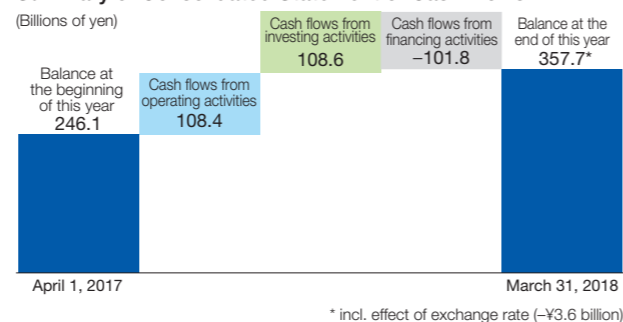 (Billions of yen)
Balance at
the beginning
of this year
246.1
Cash flows from
operating activities
108.4
Cash flows from
investing activities
108.6
Cash flows from
financing activities
–101.8
Balance at the
end of this year
357.7*
April 1, 2017
March 31, 2018
* incl. effect of exchange rate (–¥3.6 billion)